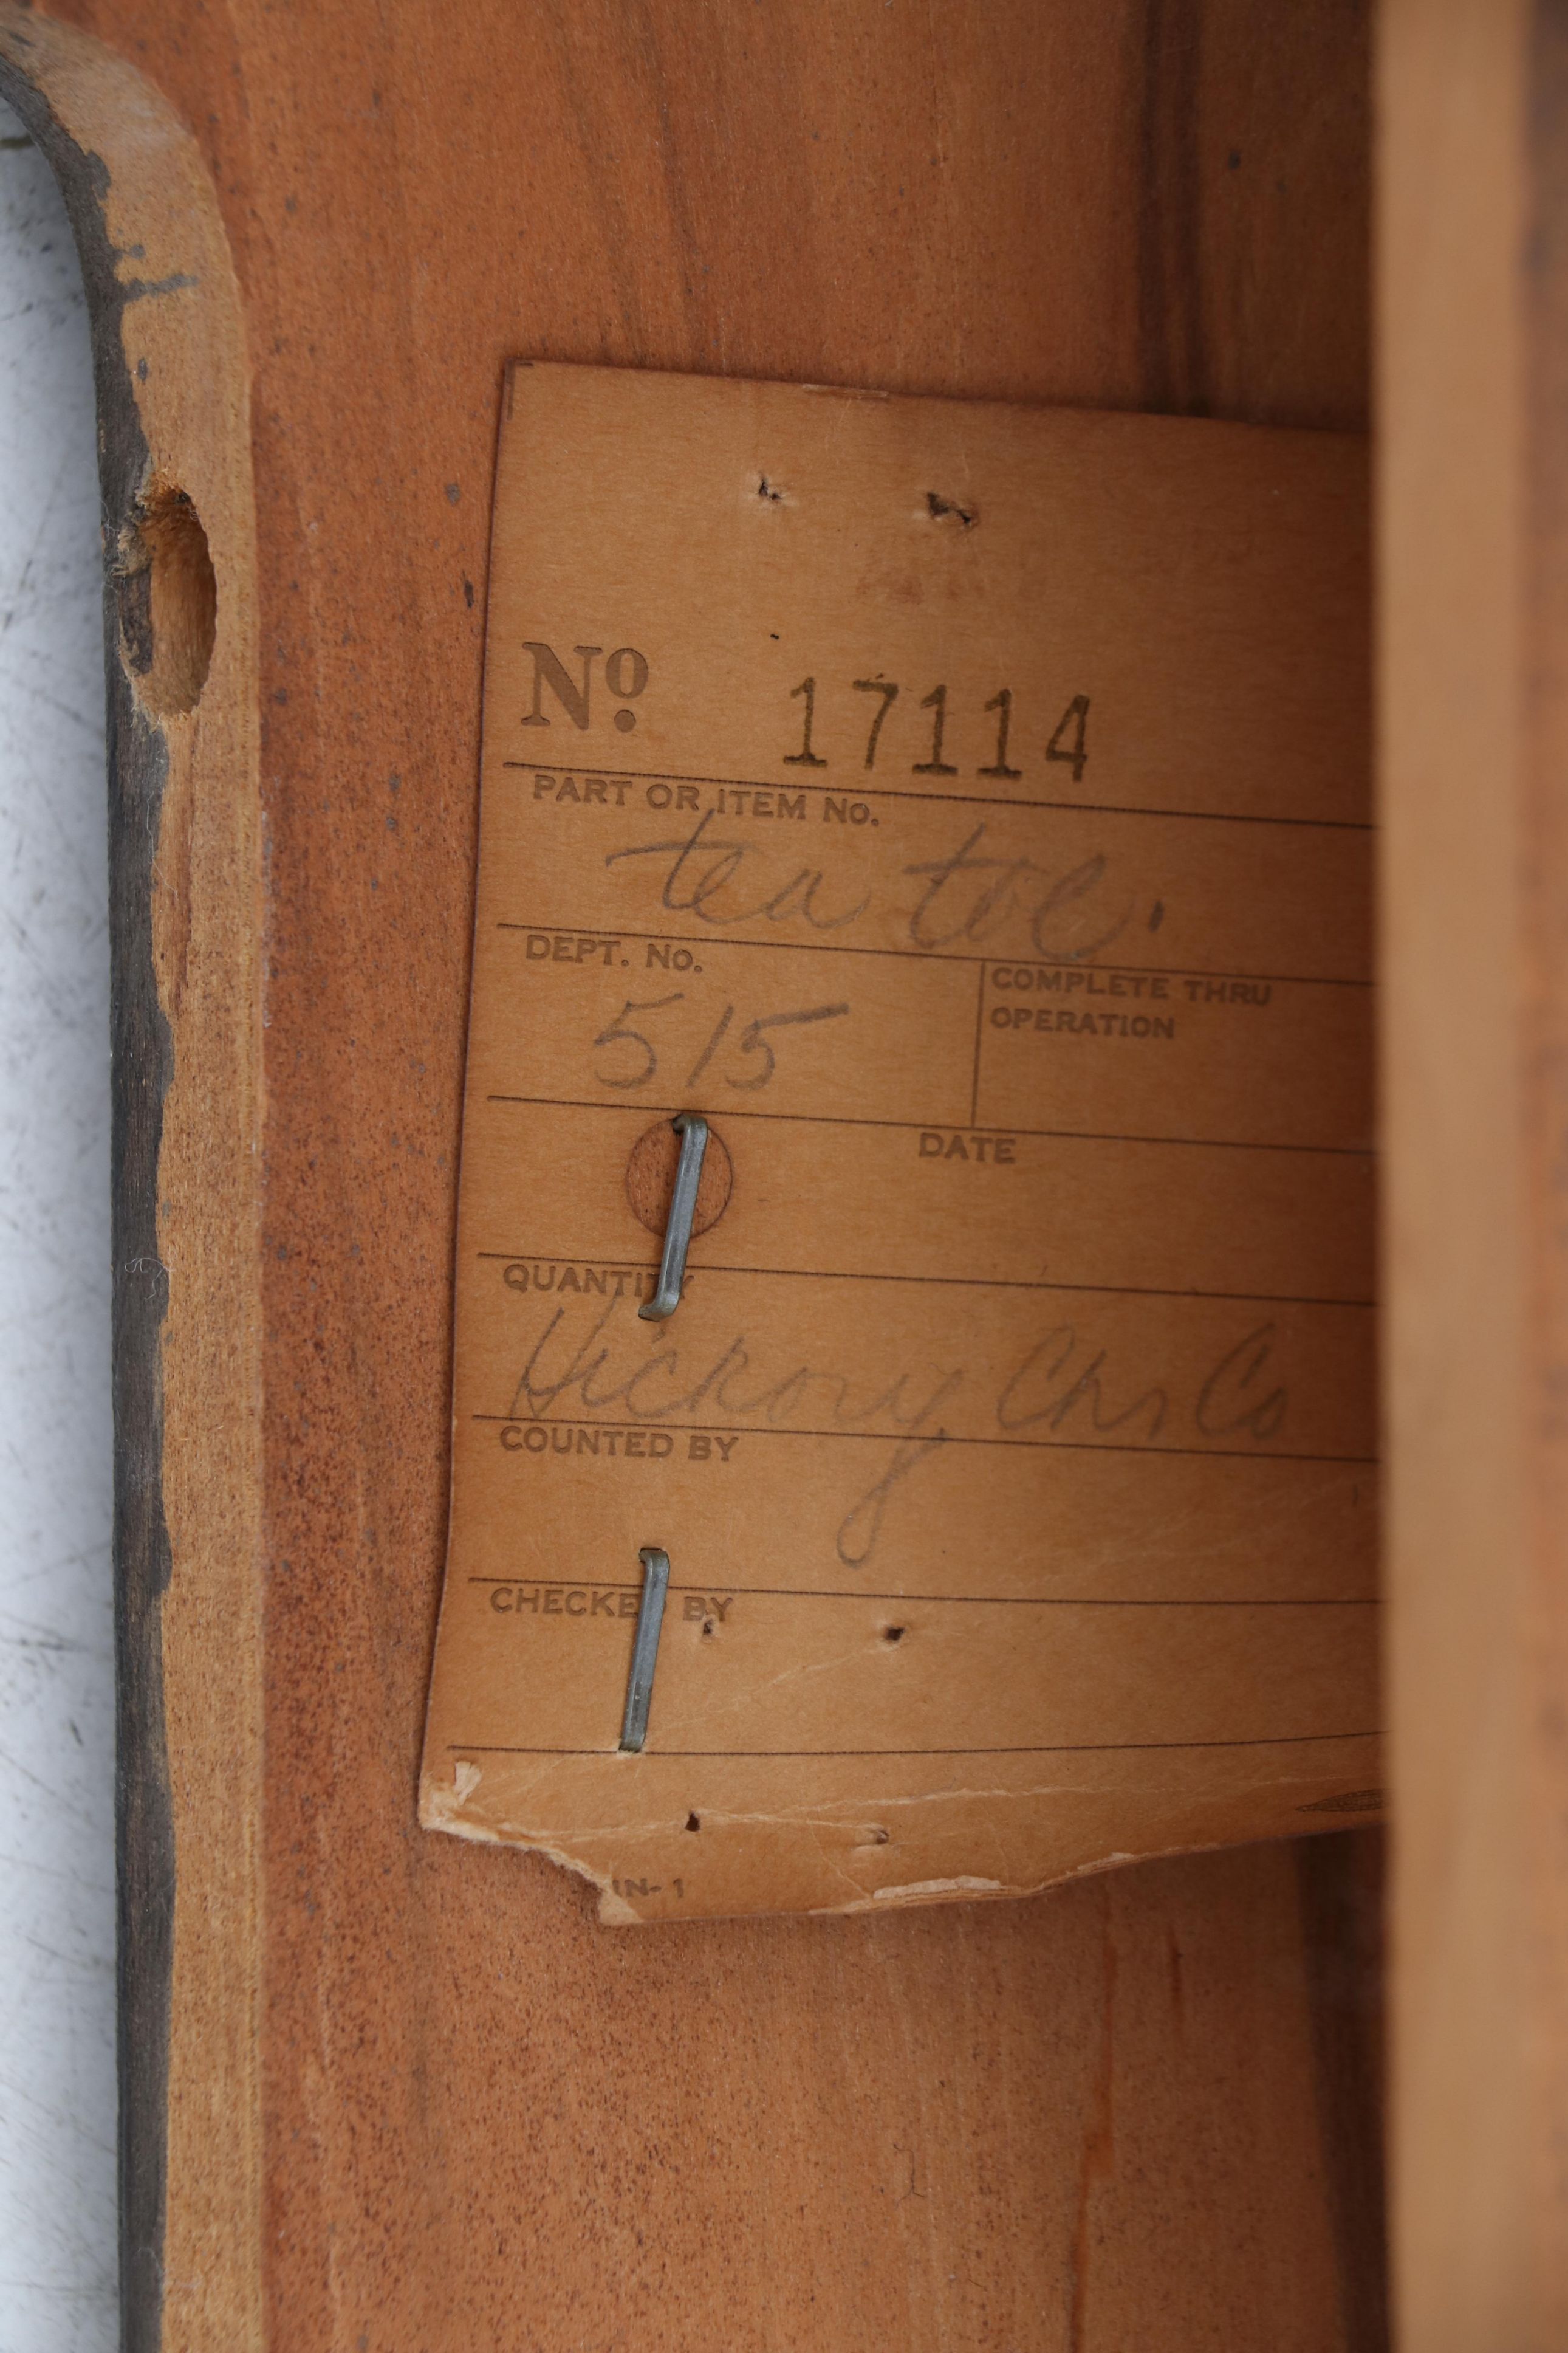 Nº 17114
PART OR ITEM No.
tea tbl.
DEPT. No.
COMPLETE THRU
OPERATION
515
DATE
QUANTITY
Hickory Chr Co
COUNTED BY
CHECKED BY
IN-1